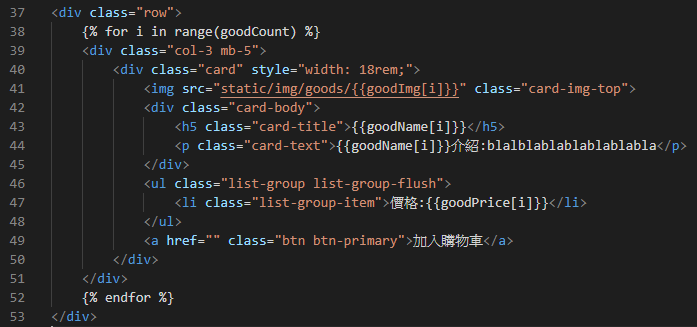 37 <div class="row">
38 {% for i in range(goodCount) %}
39 <div class="col-3 mb-5">
40 <div class="card" style="width: 18rem;">
41 <img src="static/img/goods/{{goodImg[i]}}" class="card-img-top">
42 <div class="card-body">
43 <h5 class="card-title">{{goodName[i]}}</h5>
44 <p class="card-text">{{goodName[i]}}介紹:blalblablablablablabla</p>
45 </div>
46 <ul class="list-group list-group-flush">
47 <li class="list-group-item">價格:{{goodPrice[i]}}</li>
48 </ul>
49 <a href="" class="btn btn-primary">加入購物車</a>
50 </div>
51 </div>
52 {% endfor %}
53 </div>